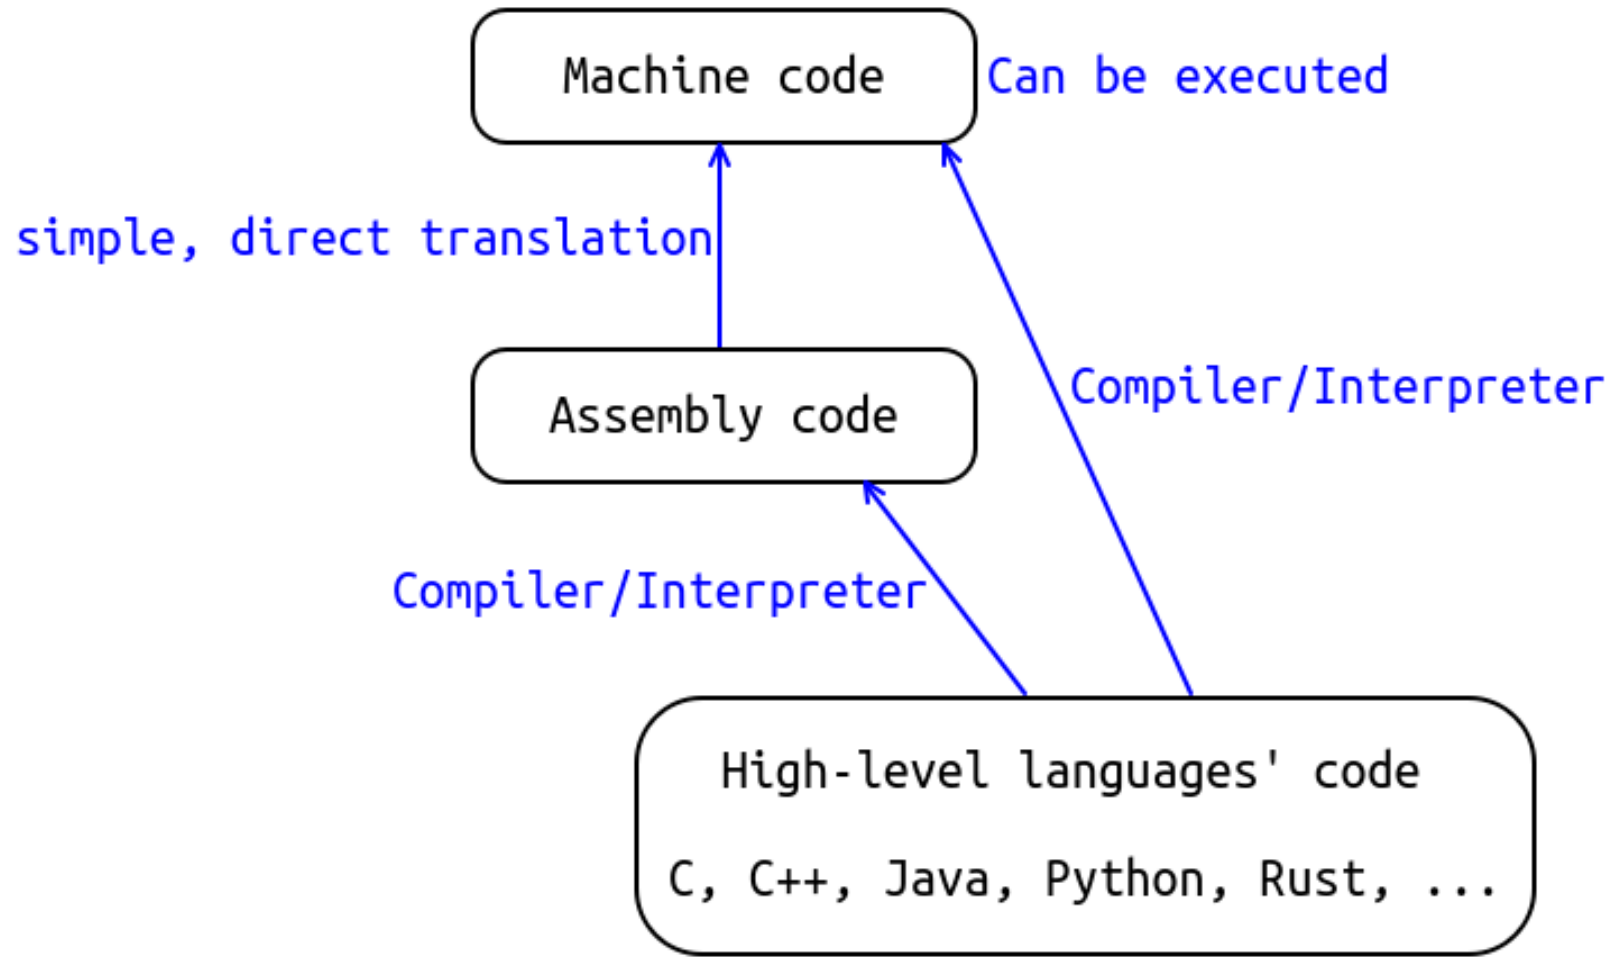 Machine code
Can be executed
simple, direct translation
Compiler/Interpreter
Assembly code
Compiler/Interpreter
High-level languages' code
C, C++, Java, Python, Rust, ...